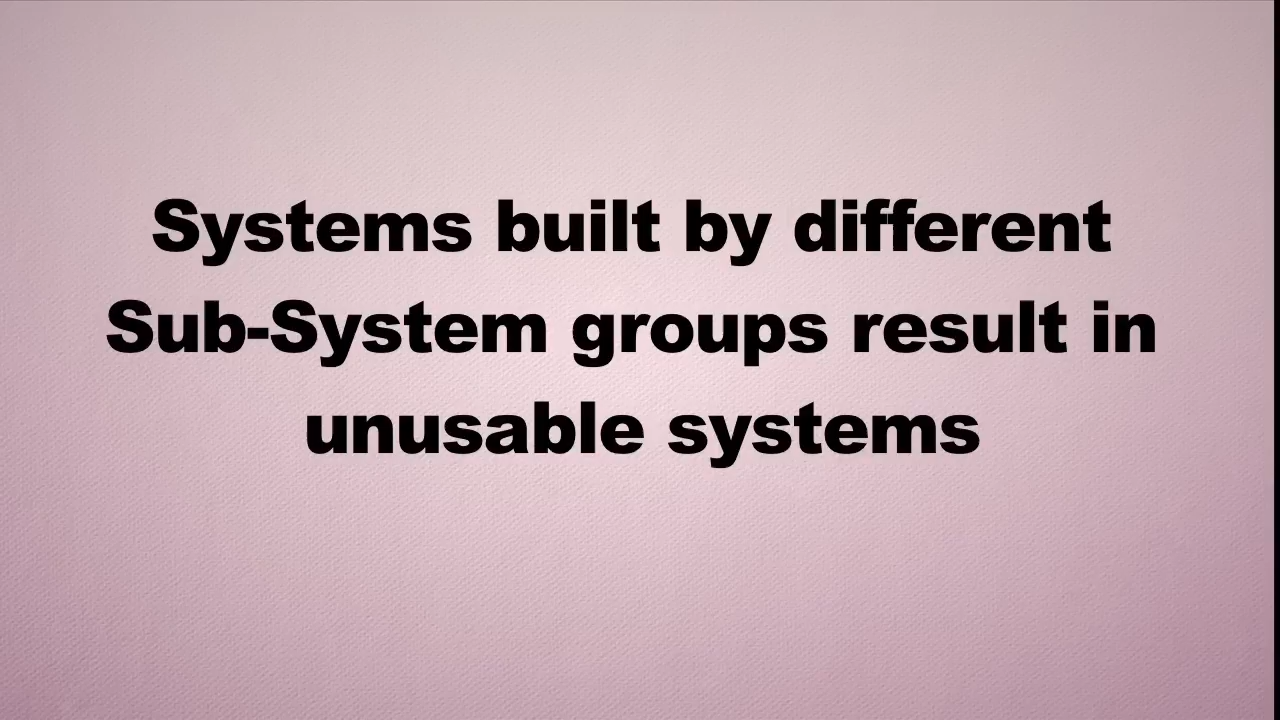 Systems built by different
Sub-System groups result in
unusable systems